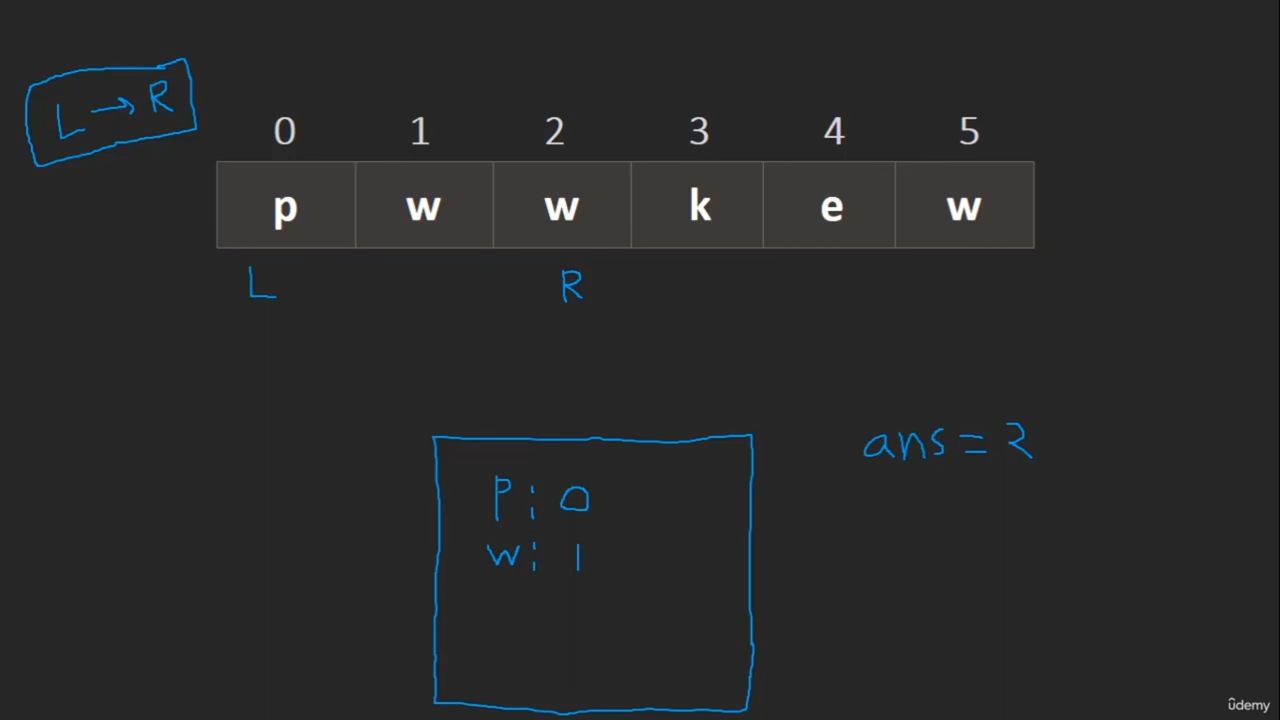 L → R
0 1 2 3 4 5
p w w k e w
L R
ans = 2
P: 0
w: 1
ûdemy